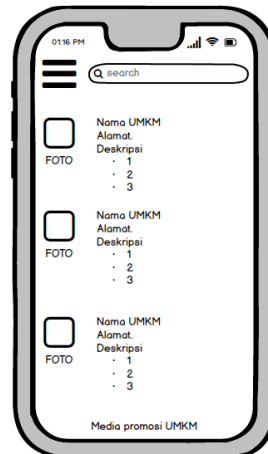 01:16 PM
search
Nama UMKM
Alamat.
Deskripsi
· 1
· 2
· 3
FOTO
Nama UMKM
Alamat.
Deskripsi
· 1
· 2
· 3
FOTO
Nama UMKM
Alamat.
Deskripsi
· 1
· 2
· 3
FOTO
Media promosi UMKM